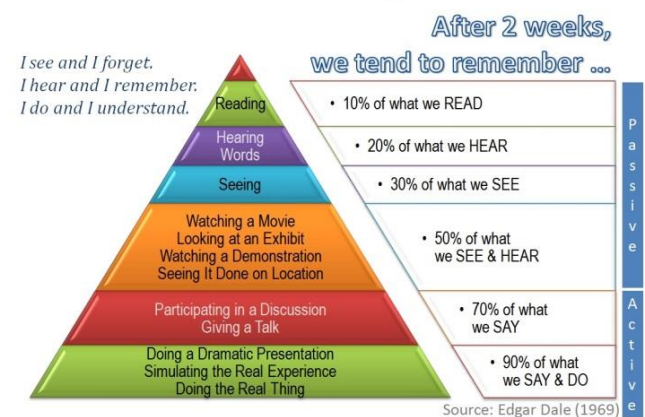 After 2 weeks,
we tend to remember ...
I see and I forget.
I hear and I remember.
I do and I understand.
Reading
Hearing
Words
Seeing
Watching a Movie
Looking at an Exhibit
Watching a Demonstration
Seeing It Done on Location
Participating in a Discussion
Giving a Talk
Doing a Dramatic Presentation
Simulating the Real Experience
Doing the Real Thing
• 10% of what we READ
• 20% of what we HEAR
• 30% of what we SEE
• 50% of what
we SEE & HEAR
• 70% of what
we SAY
• 90% of what
we SAY & DO
Passive
Active
Source: Edgar Dale (1969)